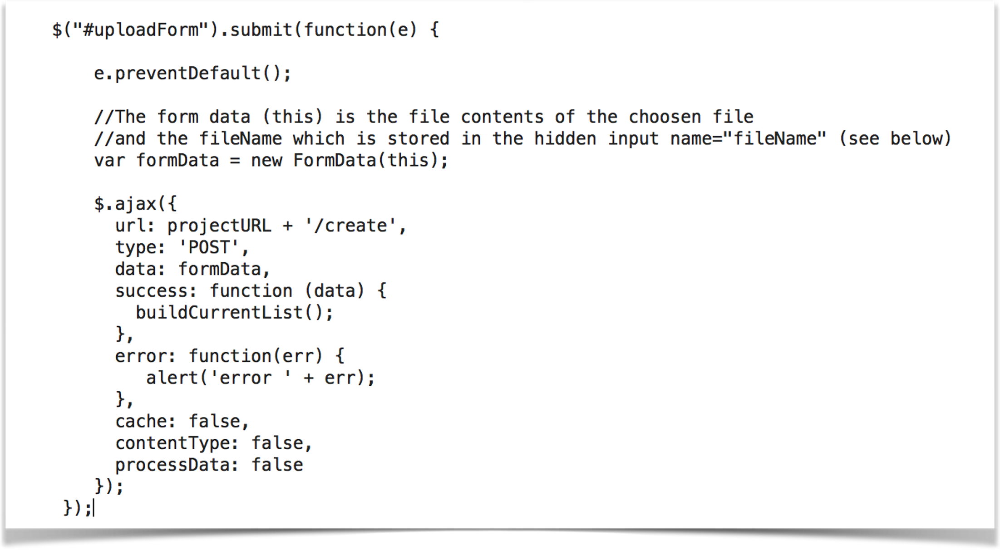 $("#uploadForm").submit(function(e) {
e.preventDefault();
//The form data (this) is the file contents of the choosen file
//and the fileName which is stored in the hidden input name="fileName" (see below)
var formData = new FormData(this);
$.ajax({
url: projectURL + '/create',
type: 'POST',
data: formData,
success: function (data) {
buildCurrentList();
},
error: function(err) {
alert('error ' + err);
},
cache: false,
contentType: false,
processData: false
});
});